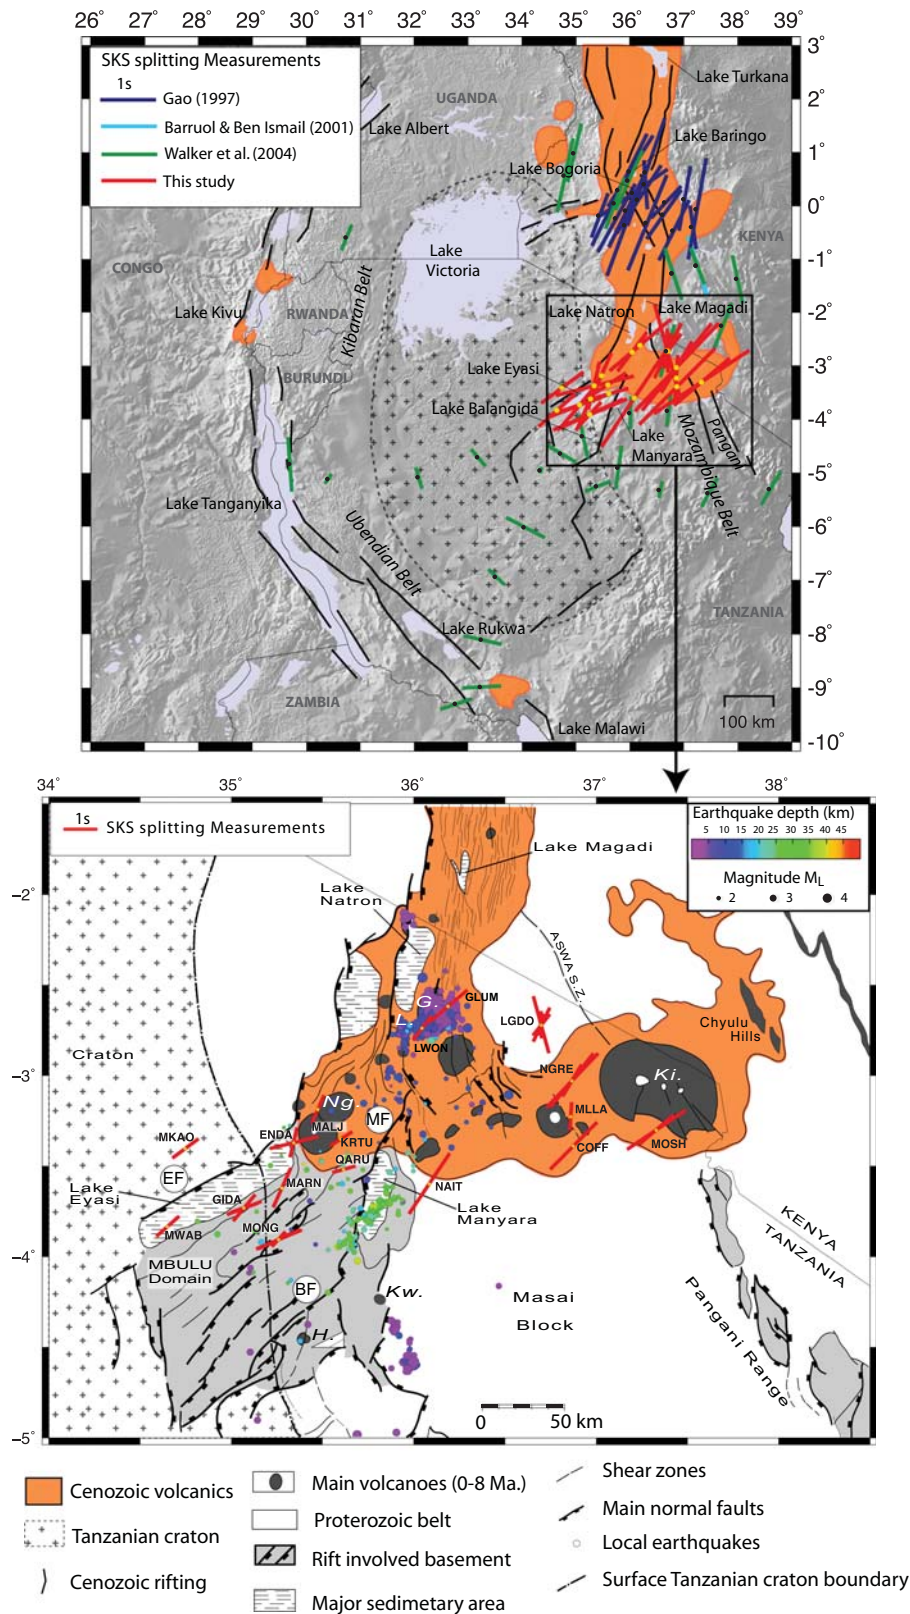 26° 27° 28° 29° 30° 31° 32° 33° 34° 35° 36° 37° 38° 39°
SKS splitting Measurements
1s
Gao (1997)
Barruol & Ben Ismail (2001)
Walker et al. (2004)
This study
3°
2°
1°
0°
-1°
-2°
-3°
-4°
-5°
-6°
-7°
-8°
-9°
-10°
Lake Turkana
UGANDA
Lake Albert
Lake Baringo
Lake Bogoria
KENYA
CONGO
Lake
Victoria
Kibaran Belt
Lake Kivu
RWANDA
Lake Natron
Lake Magadi
BURUNDI
Lake Eyasi
Lake Balangida
Lake
Manyara
Pangani
Mozambique Belt
Lake Tanganyika
Ubendian Belt
TANZANIA
Lake Rukwa
ZAMBIA
100 km
Lake Malawi
34° 35° 36° 37° 38°
1s
SKS splitting Measurements
Earthquake depth (km)
5 10 15 20 25 30 35 40 45
Magnitude ML
2 3 4
-2°
-3°
-4°
-5°
Lake Magadi
Lake
Natron
ASWA S.Z.
G.
GLUM
L.
LGDO
LWON
Chyulu
Hills
Craton
NGRE
Ki.
Ng.
MF
MLLA
MKAO
ENDA
MALJ
KRTU
COFF
MOSH
QARU
EF
MARN
NAIT
Lake
Eyasi
GIDA
Lake
Manyara
MWAB
MONG
KENYA
TANZANIA
MBULU
Domain
BF
Kw.
Masai
Block
H.
Pangani Range
0 50 km
Cenozoic volcanics
Tanzanian craton
Cenozoic rifting
Main volcanoes (0-8 Ma.)
Proterozoic belt
Rift involved basement
Major sedimetary area
Shear zones
Main normal faults
Local earthquakes
Surface Tanzanian craton boundary